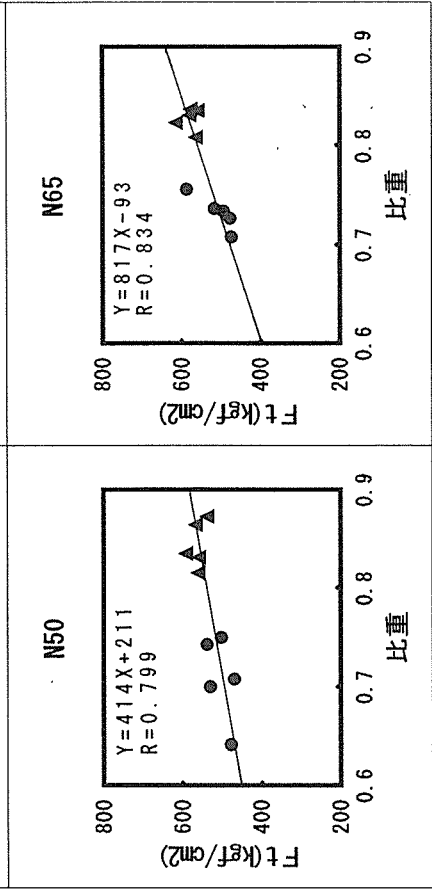 N50
Y=414X+211
R=0.799
800
600
400
200
Ft(kgf/cm2)
0.6 0.7 0.8 0.9
比重
N65
Y=817X-93
R=0.834
800
600
400
200
Ft(kgf/cm2)
0.6 0.7 0.8 0.9
比重